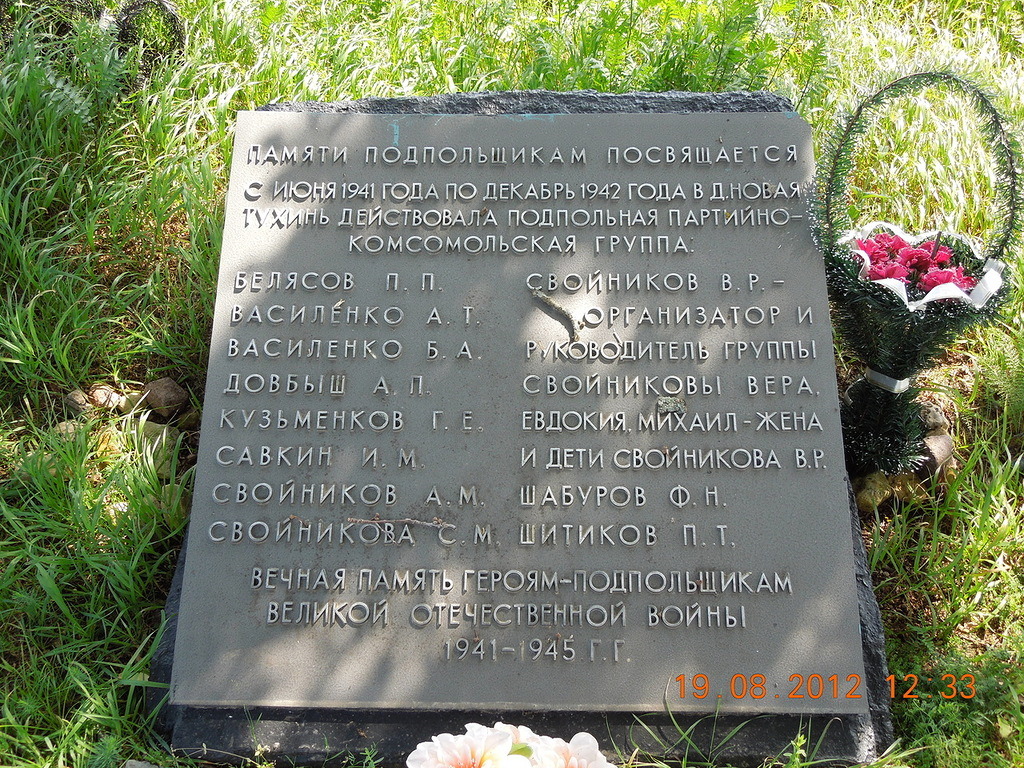 ПАМЯТИ ПОДПОЛЬЩИКАМ ПОСВЯЩАЕТСЯ
С ИЮНЯ 1941 ГОДА ПО ДЕКАБРЬ 1942 ГОДА В Д.НОВАЯ
ТУХИНЬ ДЕЙСТВОВАЛА ПОДПОЛЬНАЯ ПАРТИЙНО-
КОМСОМОЛЬСКАЯ ГРУППА:
БЕЛЯСОВ П. П.
ВАСИЛЕНКО А. Т.
ВАСИЛЕНКО Б. А.
ДОВБЫШ А. П.
КУЗЬМЕНКОВ Г. Е.
САВКИН И. М.
СВОЙНИКОВ А. М.
СВОЙНИКОВА С. М.
СВОЙНИКОВ В. Р. –
ОРГАНИЗАТОР И
РУКОВОДИТЕЛЬ ГРУППЫ
СВОЙНИКОВЫ ВЕРА,
ЕВДОКИЯ, МИХАИЛ - ЖЕНА
И ДЕТИ СВОЙНИКОВА В.Р.
ШАБУРОВ Ф. Н.
ШИТИКОВ П. Т.
ВЕЧНАЯ ПАМЯТЬ ГЕРОЯМ-ПОДПОЛЬЩИКАМ
ВЕЛИКОЙ ОТЕЧЕСТВЕННОЙ ВОЙНЫ
1941-1945 Г.Г.
19.08.2012 12:33